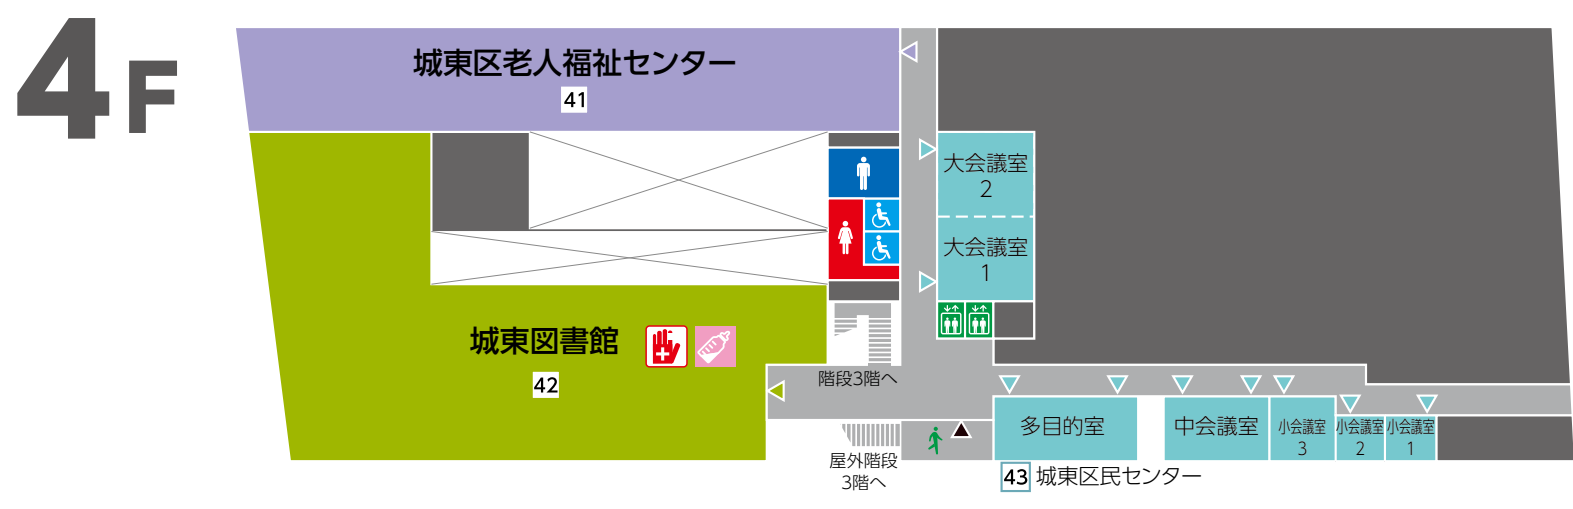 4F
城東区老人福祉センター
41
大会議室
2
大会議室
1
城東図書館
42
階段3階へ
多目的室
中会議室
小会議室
3
小会議室
2
小会議室
1
屋外階段
3階へ
43 城東区民センター